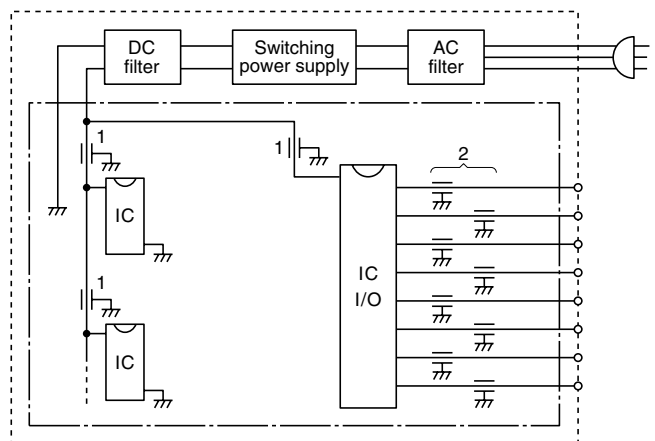 DC
filter
Switching
power supply
AC
filter
1
1
2
IC
IC
I/O
1
IC